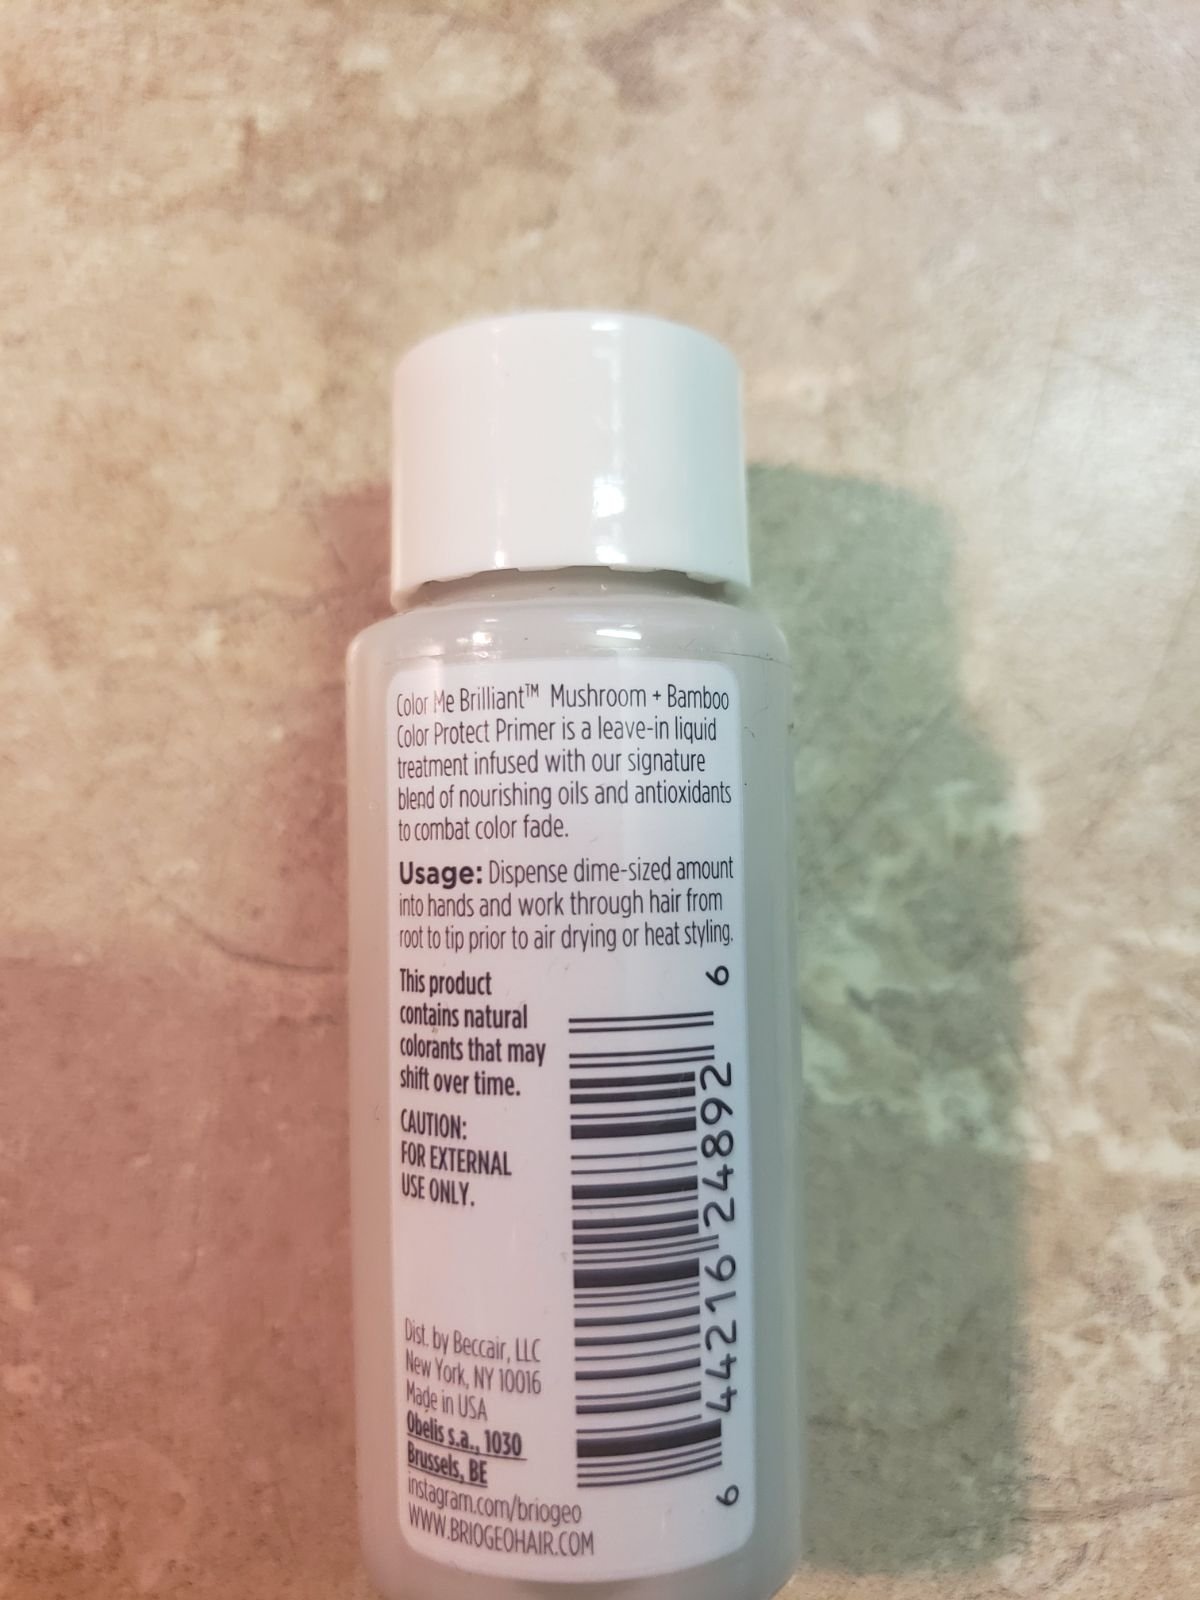 Color Me Brilliant™ Mushroom + Bamboo
Color Protect Primer is a leave-in liquid
treatment infused with our signature
blend of nourishing oils and antioxidants
to combat color fade.
Usage: Dispense dime-sized amount
into hands and work through hair from
root to tip prior to air drying or heat styling.
This product
contains natural
colorants that may
shift over time.
CAUTION:
FOR EXTERNAL
USE ONLY.
Dist. by Beccair, LLC
New York, NY 10016
Made in USA
Obelis s.a., 1030
Brussels, BE
instagram.com/briogeo
WWW.BRIOGEOHAIR.COM
6 44216 24892 6